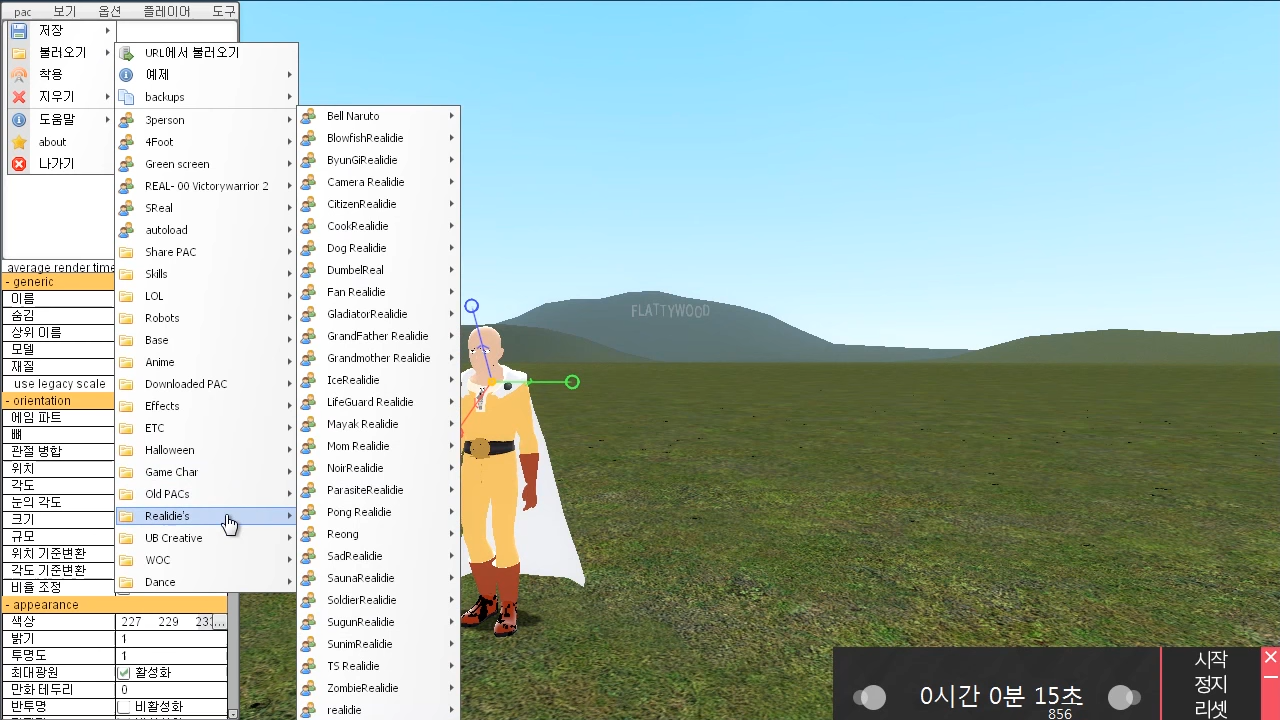 pac 보기 옵션 플레이어 도구
저장
불러오기
착용
지우기
도움말
about
나가기
URL에서 불러오기
예제
backups
3person
4Foot
Green screen
REAL- 00 Victorywarrior 2
SReal
autoload
Share PAC
Skills
LOL
Robots
Base
Anime
Downloaded PAC
Effects
ETC
Halloween
Game Char
Old PACs
Realidie's
UB Creative
WOC
Dance
Bell Naruto
BlowfishRealidie
ByunGiRealidie
Camera Realidie
CitizenRealidie
CookRealidie
Dog Realidie
DumbelReal
Fan Realidie
GladiatorRealidie
GrandFather Realidie
Grandmother Realidie
IceRealidie
LifeGuard Realidie
Mayak Realidie
Mom Realidie
NoirRealidie
ParasiteRealidie
Pong Realidie
Reong
SadRealidie
SaunaRealidie
SoldierRealidie
SugunRealidie
SunimRealidie
TS Realidie
ZombieRealidie
realidie
average render time
- generic
이름
숨김
상위 이름
모델
재질
use legacy scale
- orientation
에임 파트
뼈
관절 병합
위치
각도
눈의 각도
크기
규모
위치 기준변환
각도 기준변환
비율 조정
- appearance
색상 227 229 23 ...
밝기 1
투명도 1
최대광원 활성화
만화 테두리 0
반투명 비활성화
FLATTYWOOD
0시간 0분 15초
856
시작
정지
리셋